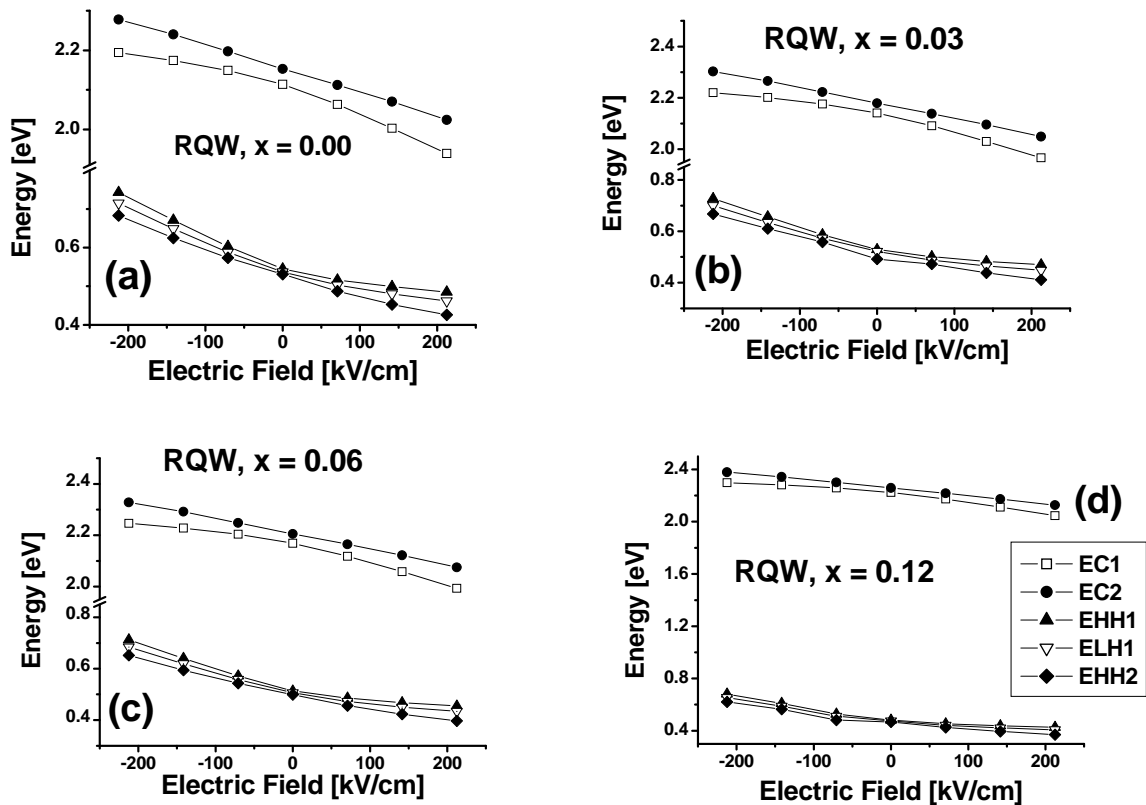 2.2
2.0
0.6
0.4
Energy [eV]
RQW, x = 0.00
(a)
-200 -100 0 100 200
Electric Field [kV/cm]
2.4
2.2
2.0
0.8
0.6
0.4
Energy [eV]
RQW, x = 0.03
(b)
-200 -100 0 100 200
Electric Field [kV/cm]
RQW, x = 0.06
2.4
2.2
2.0
0.8
0.6
0.4
Energy [eV]
(c)
-200 -100 0 100 200
Electric Field [kV/cm]
2.4
2.0
1.6
1.2
0.8
0.4
Energy [eV]
(d)
RQW, x = 0.12
EC1
EC2
EHH1
ELH1
EHH2
-200 -100 0 100 200
Electric Field [kV/cm]